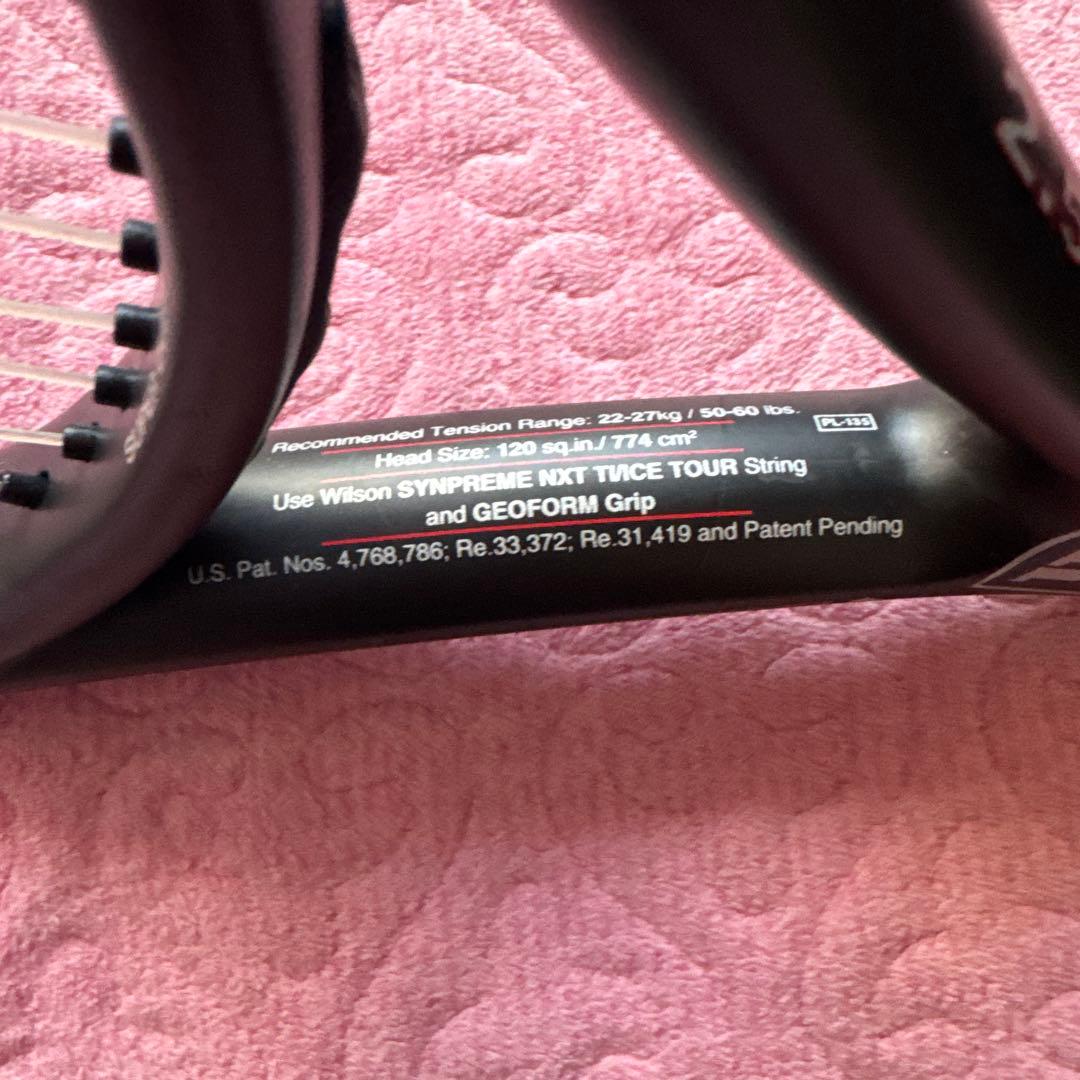 Recommended Tension Range: 22-27kg / 50-60 lbs.
PL-135
Head Size: 120 sq.in./ 774 cm²
Use Wilson SYNPREME NXT TWICE TOUR String
and GEOFORM Grip
U.S. Pat. Nos. 4,768,786; Re.33,372; Re.31,419 and Patent Pending